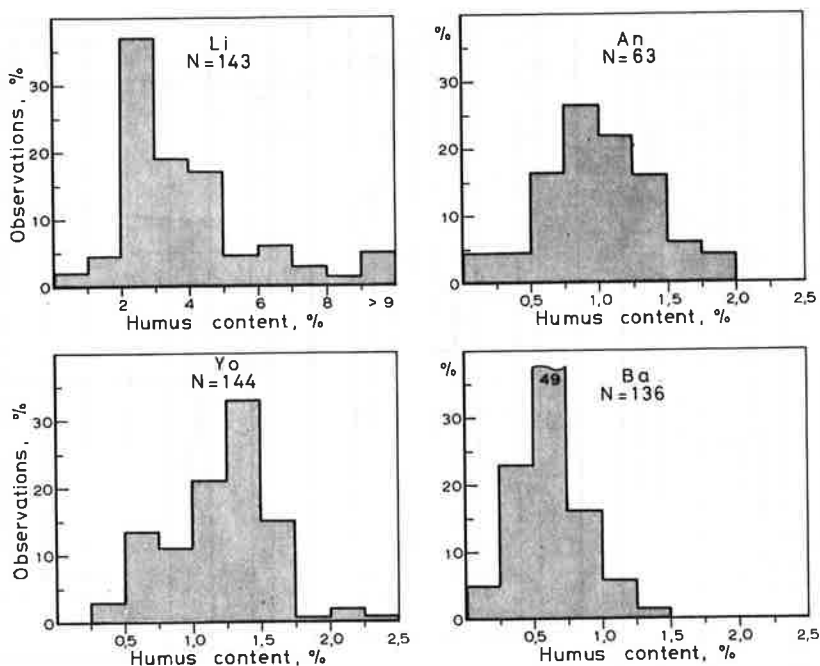 Li
N=143
Observations, %
30
20
10
0
2
4
6
8
>9
Humus content, %
An
N=63
%
30
20
10
0
0,5
1,0
1,5
2,0
2,5
Humus content, %
Yo
N=144
Observations, %
30
20
10
0
0,5
1,0
1,5
2,0
2,5
Humus content, %
Ba
N=136
%
49
30
20
10
0
0,5
1,0
1,5
2,0
2,5
Humus content, %